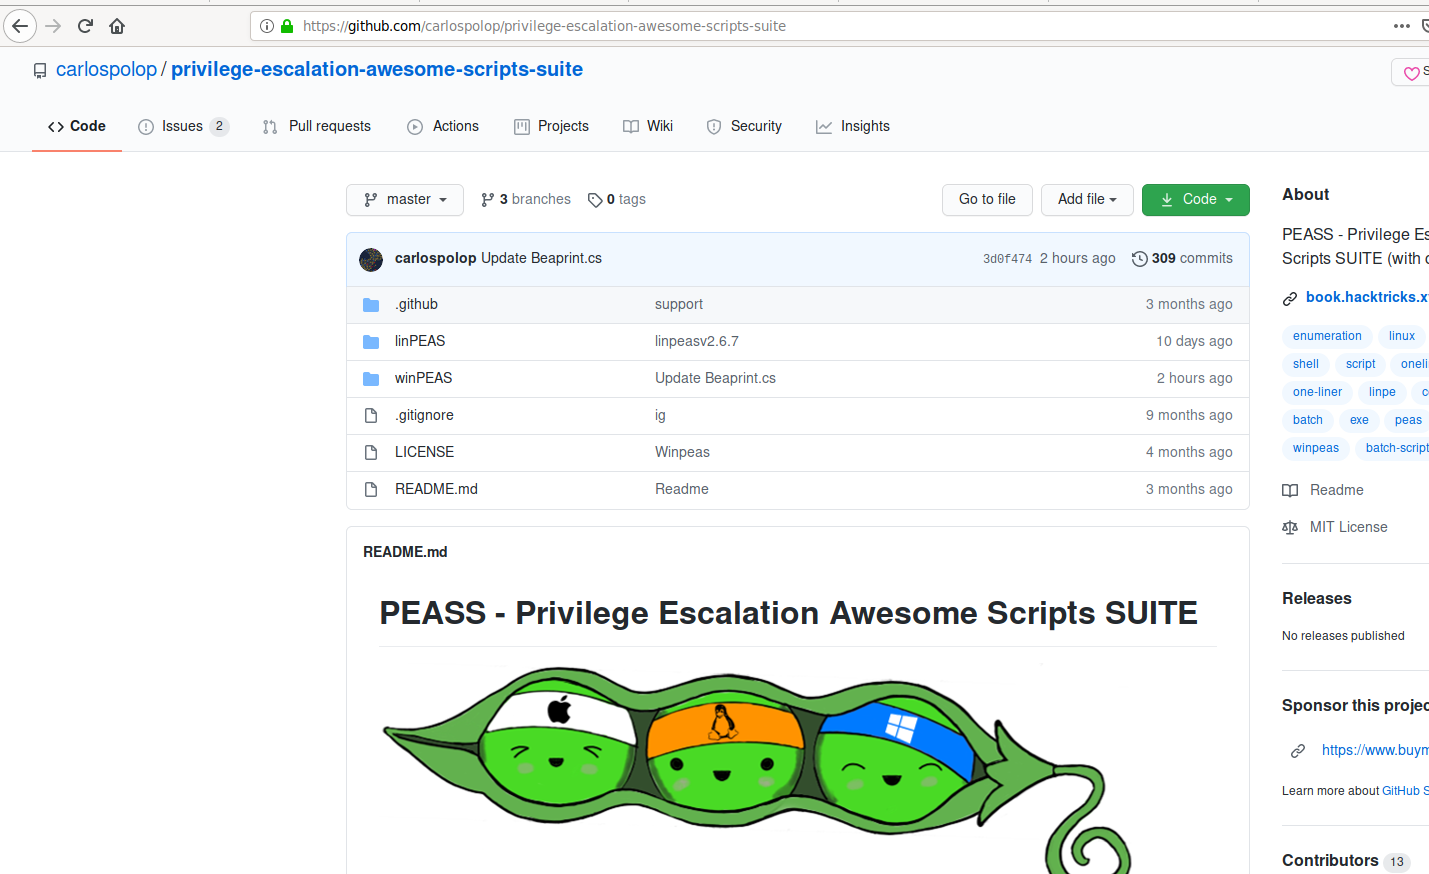 https://github.com/carlospolop/privilege-escalation-awesome-scripts-suite
carlospolop / privilege-escalation-awesome-scripts-suite
Code Issues 2 Pull requests Actions Projects Wiki Security Insights
master 3 branches 0 tags Go to file Add file Code
carlospolop Update Beaprint.cs 3d0f474 2 hours ago 309 commits
.github support 3 months ago
linPEAS linpeasv2.6.7 10 days ago
winPEAS Update Beaprint.cs 2 hours ago
.gitignore ig 9 months ago
LICENSE Winpeas 4 months ago
README.md Readme 3 months ago
README.md
PEASS - Privilege Escalation Awesome Scripts SUITE
About
PEASS - Privilege Es
Scripts SUITE (with
book.hacktricks.x
enumeration linux
shell script oneli
one-liner linpe
batch exe peas
winpeas batch-script
Readme
MIT License
Releases
No releases published
Sponsor this projec
https://www.buym
Learn more about GitHub S
Contributors 13